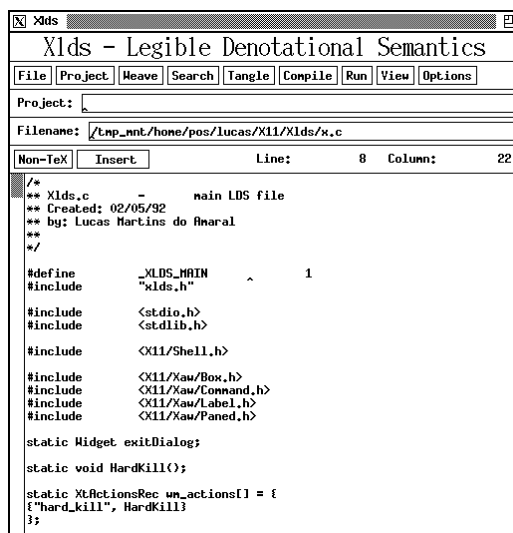 Xlds
Xlds - Legible Denotational Semantics
File Project Weave Search Tangle Compile Run View Options
Project:
Filename: /tmp_mnt/home/pos/lucas/X11/Xlds/x.c
Non-TeX Insert Line: 8 Column: 22
/*
** Xlds.c - main LDS file
** Created: 02/05/92
** by: Lucas Martins do Amaral
**
*/
#define _XLDS_MAIN 1
#include "xlds.h"
#include <stdio.h>
#include <stdlib.h>
#include <X11/Shell.h>
#include <X11/Xaw/Box.h>
#include <X11/Xaw/Command.h>
#include <X11/Xaw/Label.h>
#include <X11/Xaw/Paned.h>
static Widget exitDialog;
static void HardKill();
static XtActionsRec wm_actions[] = {
{"hard_kill", HardKill}
};